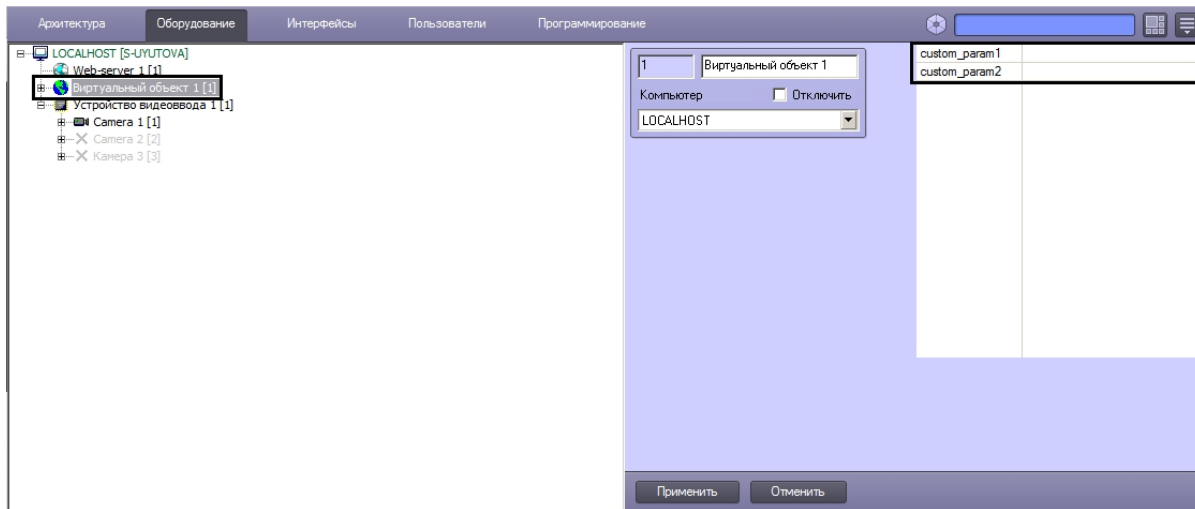 Архитектура Оборудование Интерфейсы Пользователи Программирование
LOCALHOST [S-UYUTOVA]
Web-server 1 [1]
Виртуальный объект 1 [1]
Устройство видеоввода 1 [1]
Camera 1 [1]
Camera 2 [2]
Камера 3 [3]
1 Виртуальный объект 1
Компьютер Отключить
LOCALHOST
custom_param1
custom_param2
Применить Отменить